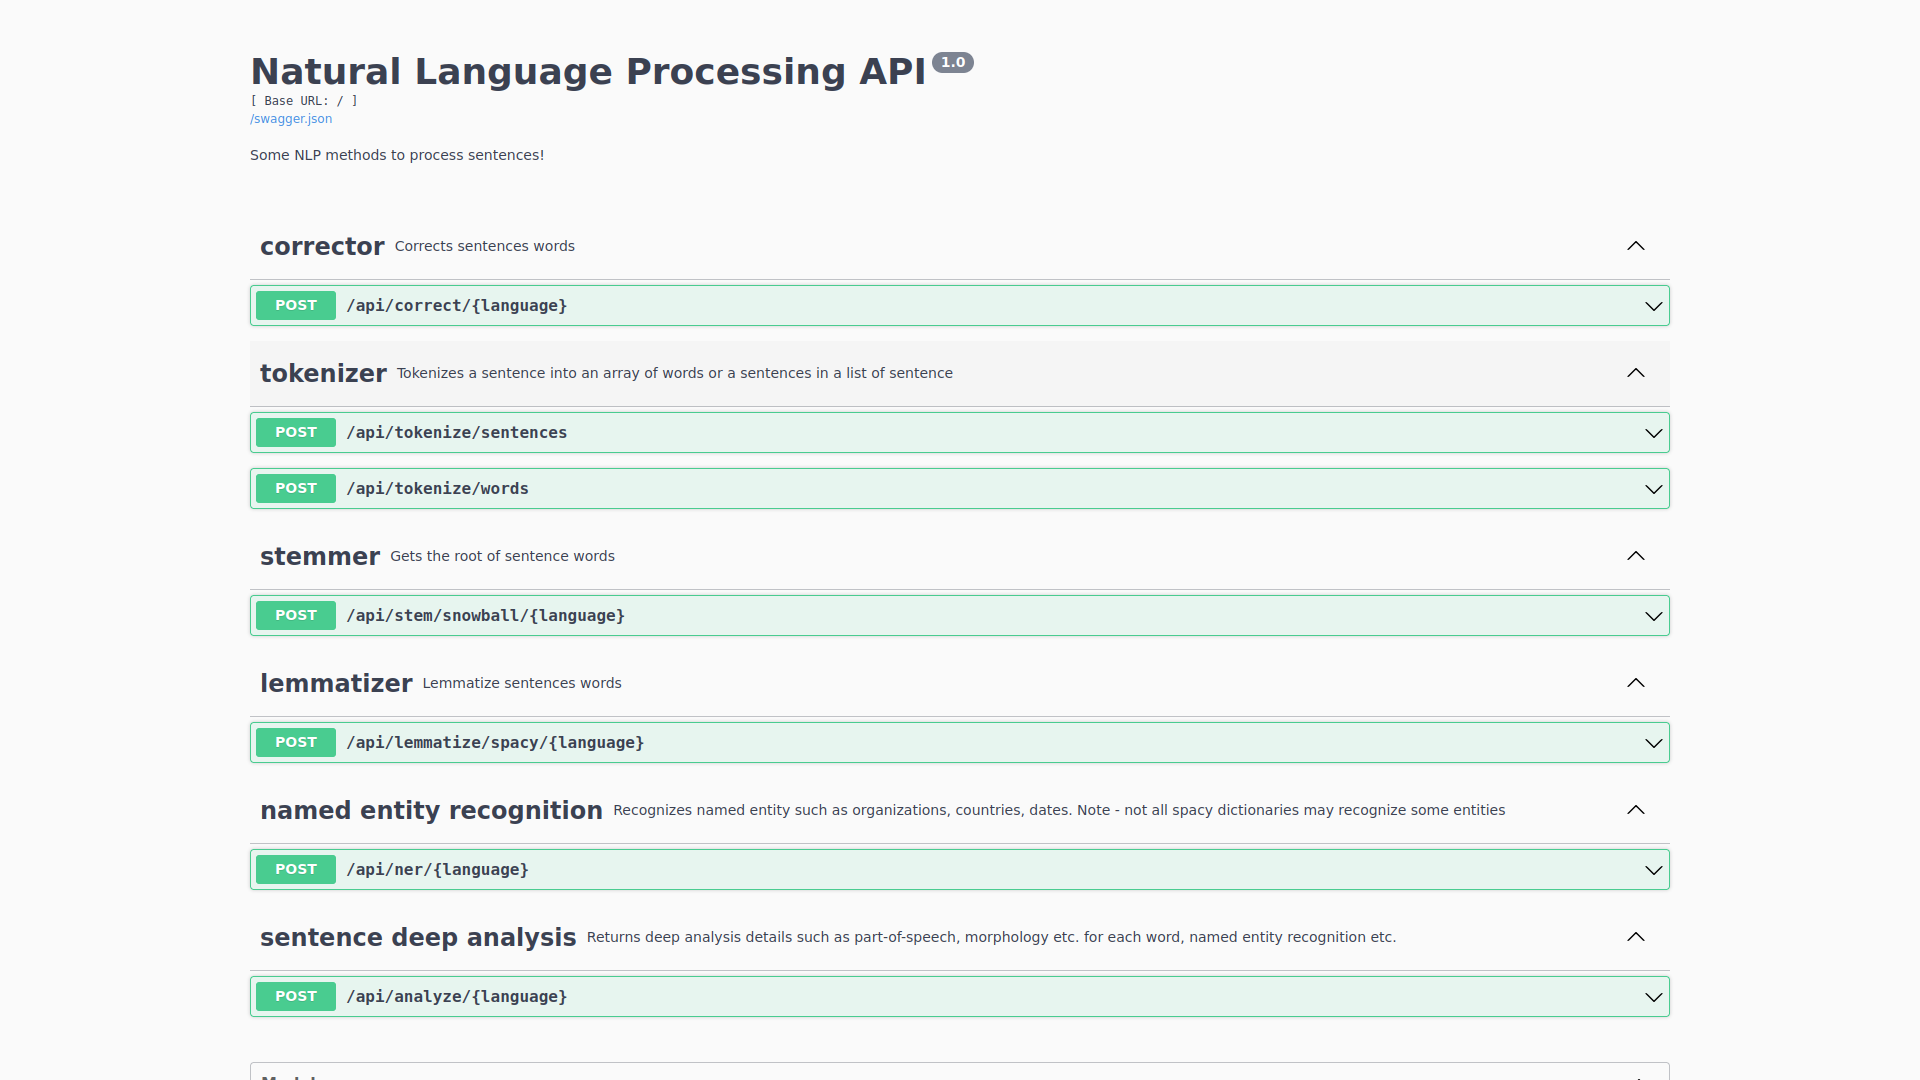 Natural Language Processing API 1.0
[ Base URL: / ]
/swagger.json
Some NLP methods to process sentences!
corrector Corrects sentences words
POST /api/correct/{language}
tokenizer Tokenizes a sentence into an array of words or a sentences in a list of sentence
POST /api/tokenize/sentences
POST /api/tokenize/words
stemmer Gets the root of sentence words
POST /api/stem/snowball/{language}
lemmatizer Lemmatize sentences words
POST /api/lemmatize/spacy/{language}
named entity recognition Recognizes named entity such as organizations, countries, dates. Note - not all spacy dictionaries may recognize some entities
POST /api/ner/{language}
sentence deep analysis Returns deep analysis details such as part-of-speech, morphology etc. for each word, named entity recognition etc.
POST /api/analyze/{language}